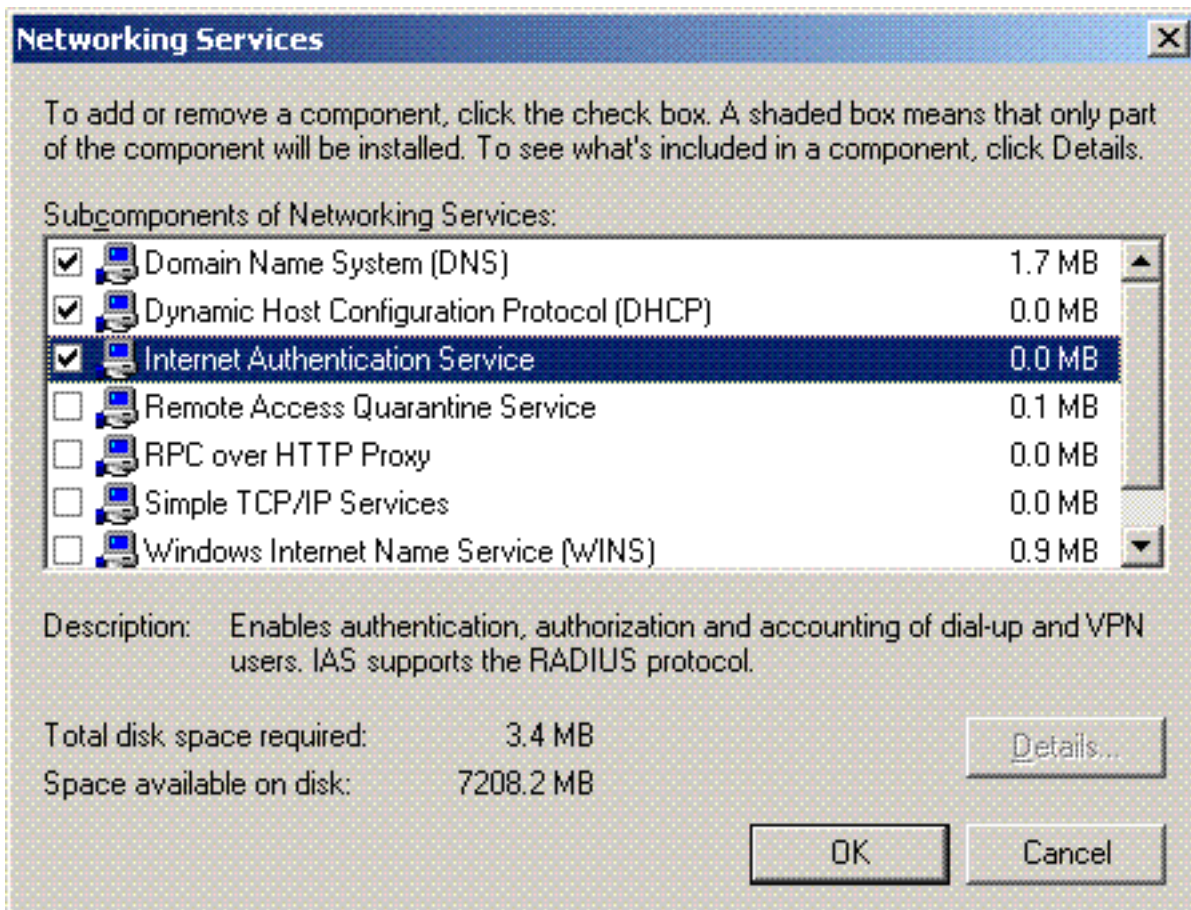 Networking Services
To add or remove a component, click the check box. A shaded box means that only part
of the component will be installed. To see what's included in a component, click Details.
Subcomponents of Networking Services:
Domain Name System (DNS) 1.7 MB
Dynamic Host Configuration Protocol (DHCP) 0.0 MB
Internet Authentication Service 0.0 MB
Remote Access Quarantine Service 0.1 MB
RPC over HTTP Proxy 0.0 MB
Simple TCP/IP Services 0.0 MB
Windows Internet Name Service (WINS) 0.9 MB
Description: Enables authentication, authorization and accounting of dial-up and VPN
users. IAS supports the RADIUS protocol.
Total disk space required: 3.4 MB
Details...
Space available on disk: 7208.2 MB
OK Cancel